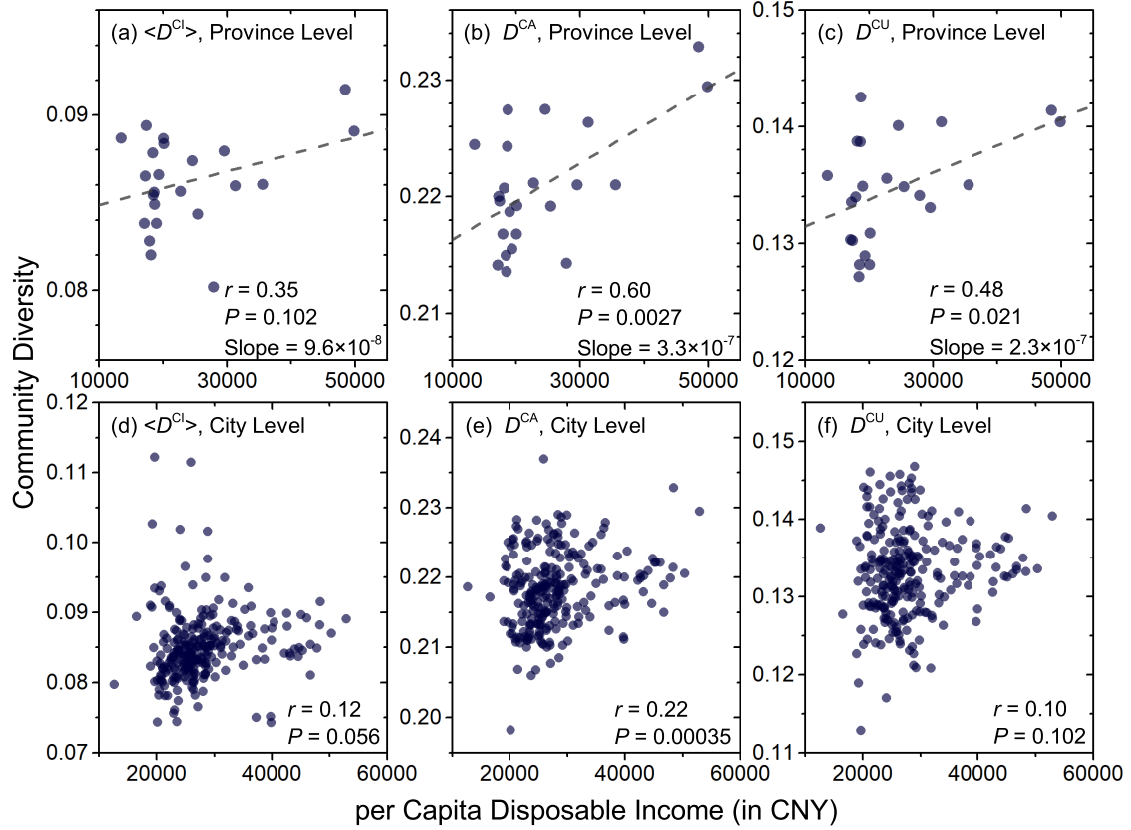 (a) <D^CI>, Province Level
(b) D^CA, Province Level
(c) D^CU, Province Level
0.09
0.08
r = 0.35
P = 0.102
Slope = 9.6×10^-8
10000 30000 50000
0.23
0.22
0.21
r = 0.60
P = 0.0027
Slope = 3.3×10^-7
10000 30000 50000
0.15
0.14
0.13
0.12
r = 0.48
P = 0.021
Slope = 2.3×10^-7
10000 30000 50000
Community Diversity
(d) <D^CI>, City Level
(e) D^CA, City Level
(f) D^CU, City Level
0.12
0.11
0.10
0.09
0.08
0.07
r = 0.12
P = 0.056
20000 40000 60000
0.24
0.23
0.22
0.21
0.20
r = 0.22
P = 0.00035
20000 40000 60000
0.15
0.14
0.13
0.12
0.11
r = 0.10
P = 0.102
20000 40000 60000
per Capita Disposable Income (in CNY)